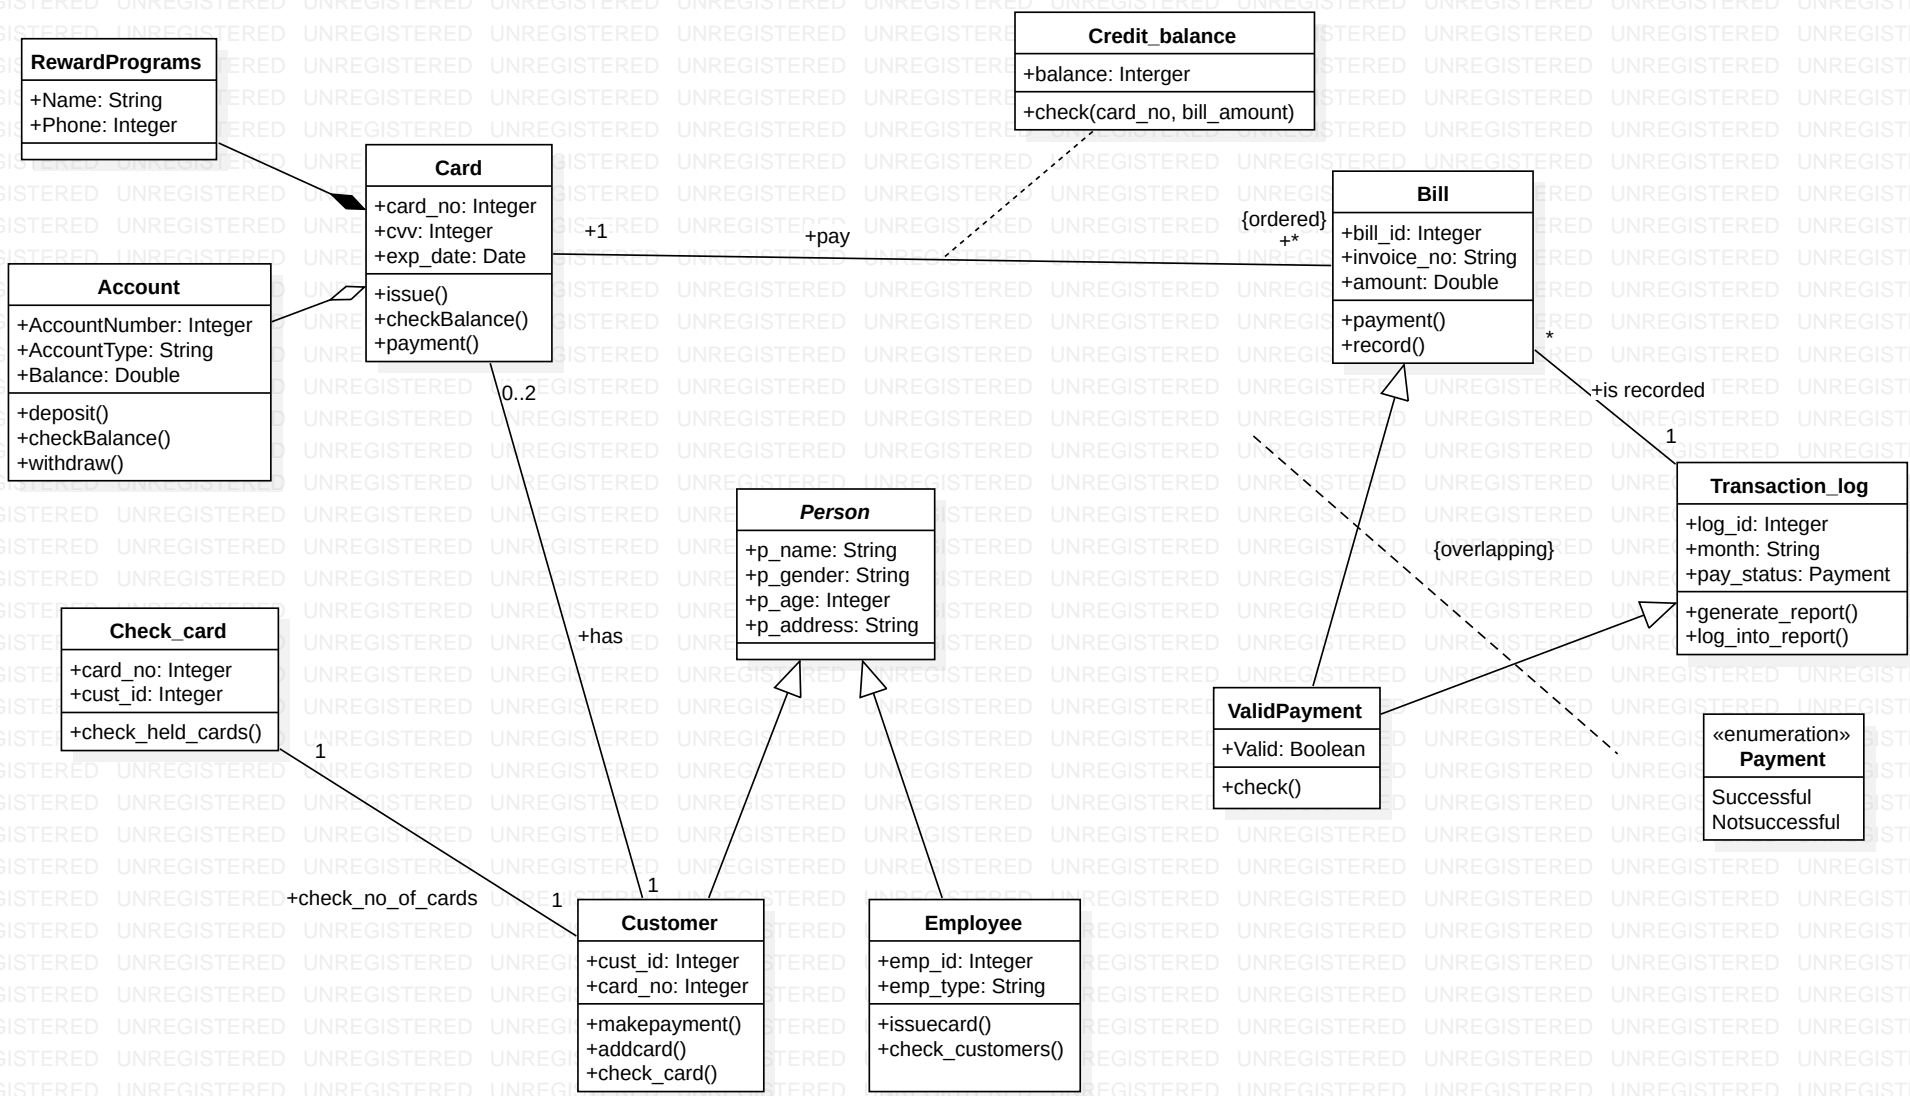 RewardPrograms
+Name: String
+Phone: Integer
Credit_balance
+balance: Interger
+check(card_no, bill_amount)
Card
+card_no: Integer
+cvv: Integer
+exp_date: Date
+issue()
+checkBalance()
+payment()
+1
+pay
{ordered}
+*
Bill
+bill_id: Integer
+invoice_no: String
+amount: Double
+payment()
+record()
Account
+AccountNumber: Integer
+AccountType: String
+Balance: Double
+deposit()
+checkBalance()
+withdraw()
0..2
*
+is recorded
1
Person
+p_name: String
+p_gender: String
+p_age: Integer
+p_address: String
{overlapping}
Transaction_log
+log_id: Integer
+month: String
+pay_status: Payment
+generate_report()
+log_into_report()
Check_card
+card_no: Integer
+cust_id: Integer
+check_held_cards()
+has
1
ValidPayment
+Valid: Boolean
+check()
«enumeration»
Payment
Successful
Notsuccessful
+check_no_of_cards
1
1
Customer
+cust_id: Integer
+card_no: Integer
+makepayment()
+addcard()
+check_card()
Employee
+emp_id: Integer
+emp_type: String
+issuecard()
+check_customers()
UNREGISTERED